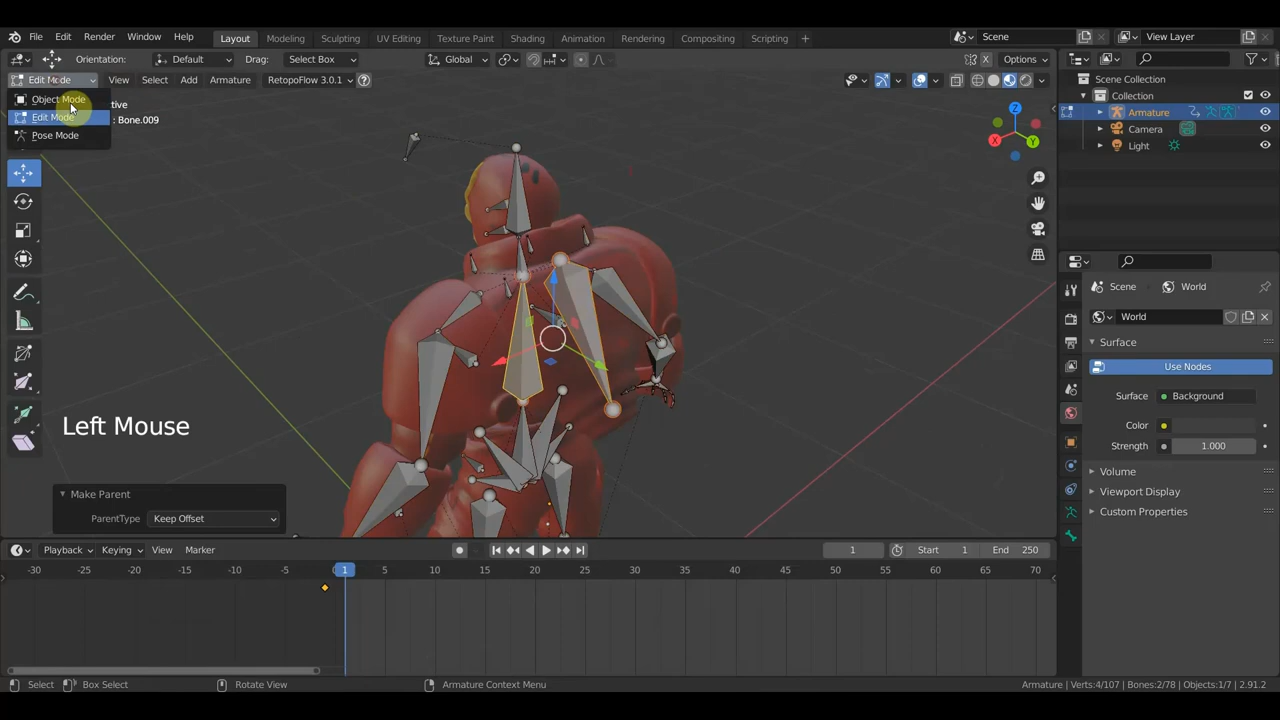 File Edit Render Window Help Layout Modeling Sculpting UV Editing Texture Paint Shading Animation Rendering Compositing Scripting + Scene View Layer
Orientation: Default Drag: Select Box Global Options
Edit Mode View Select Add Armature RetopoFlow 3.0.1 ?
Object Mode
Edit Mode
Pose Mode
tive
: Bone.009
X
Y
Z
Scene Collection
Collection
Armature
Camera
Light
Scene World
World
Surface
Use Nodes
Surface Background
Color
Strength 1.000
Volume
Viewport Display
Custom Properties
Left Mouse
Make Parent
ParentType Keep Offset
Playback Keying View Marker 1 Start 1 End 250
-30 -25 -20 -15 -10 -5 1 5 10 15 20 25 30 35 40 45 50 55 60 65 70
Select Box Select Rotate View Armature Context Menu Armature | Verts:4/107 | Bones:2/78 | Objects:1/7 | 2.91.2